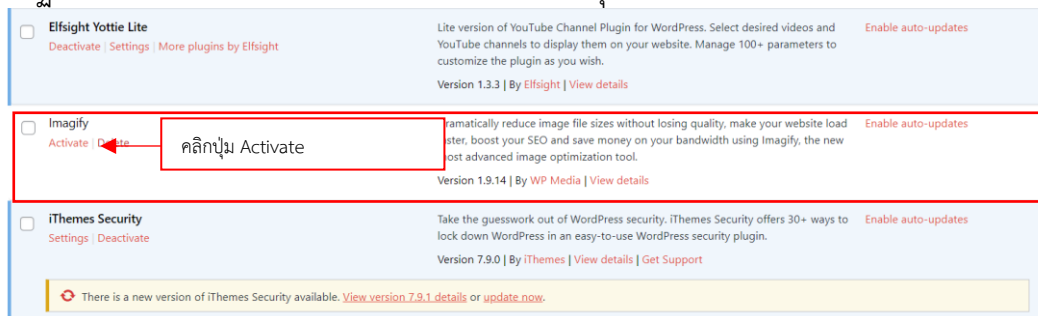 Elfsight Yottie Lite
Deactivate | Settings | More plugins by Elfsight
Lite version of YouTube Channel Plugin for WordPress. Select desired videos and
YouTube channels to display them on your website. Manage 100+ parameters to
customize the plugin as you wish.
Version 1.3.3 | By Elfsight | View details
Enable auto-updates
Imagify
Activate |
คลิกปุ่ม Activate
reduce image file sizes without losing quality, make your website load
boost your SEO and save money on your bandwidth using Imagify, the new
advanced image optimization tool.
Version 1.9.14 | By WP Media | View details
Enable auto-updates
iThemes Security
Settings | Deactivate
Take the guesswork out of WordPress security. iThemes Security offers 30+ ways to
lock down WordPress in an easy-to-use WordPress security plugin.
Version 7.9.0 | By iThemes | View details | Get Support
Enable auto-updates
There is a new version of iThemes Security available. View version 7.9.1 details or update now.